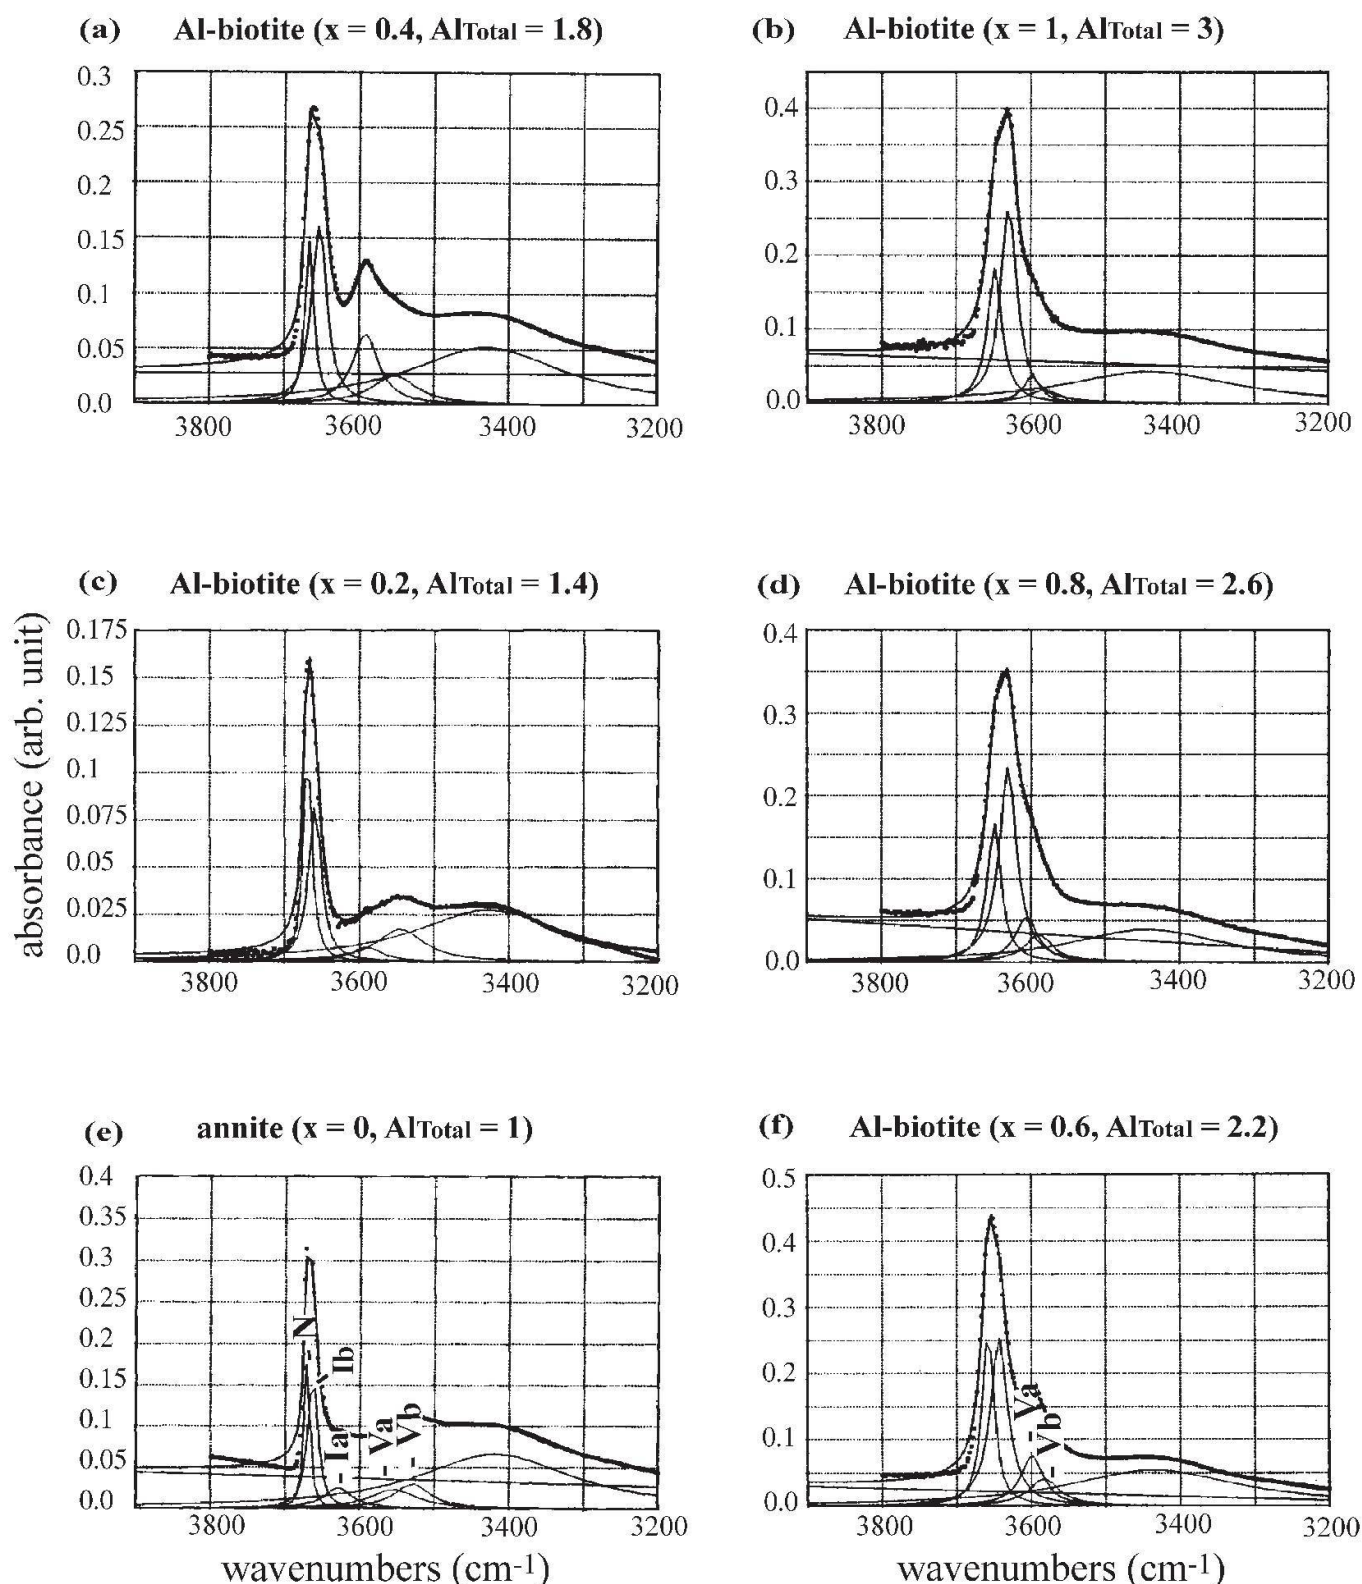 (a) Al-biotite (x = 0.4, AlTotal = 1.8)
0.3
0.25
0.2
0.15
0.1
0.05
0.0
3800 3600 3400 3200
(b) Al-biotite (x = 1, AlTotal = 3)
0.4
0.3
0.2
0.1
0.0
3800 3600 3400 3200
absorbance (arb. unit)
(c) Al-biotite (x = 0.2, AlTotal = 1.4)
0.175
0.15
0.125
0.1
0.075
0.05
0.025
0.0
3800 3600 3400 3200
(d) Al-biotite (x = 0.8, AlTotal = 2.6)
0.4
0.3
0.2
0.1
0.0
3800 3600 3400 3200
(e) annite (x = 0, AlTotal = 1)
0.4
0.35
0.3
0.25
0.2
0.15
0.1
0.05
0.0
N
Ib
Ia
Va
Vb
3800 3600 3400 3200
wavenumbers (cm-1)
(f) Al-biotite (x = 0.6, AlTotal = 2.2)
0.5
0.4
0.3
0.2
0.1
0.0
Va
Vb
3800 3600 3400 3200
wavenumbers (cm-1)